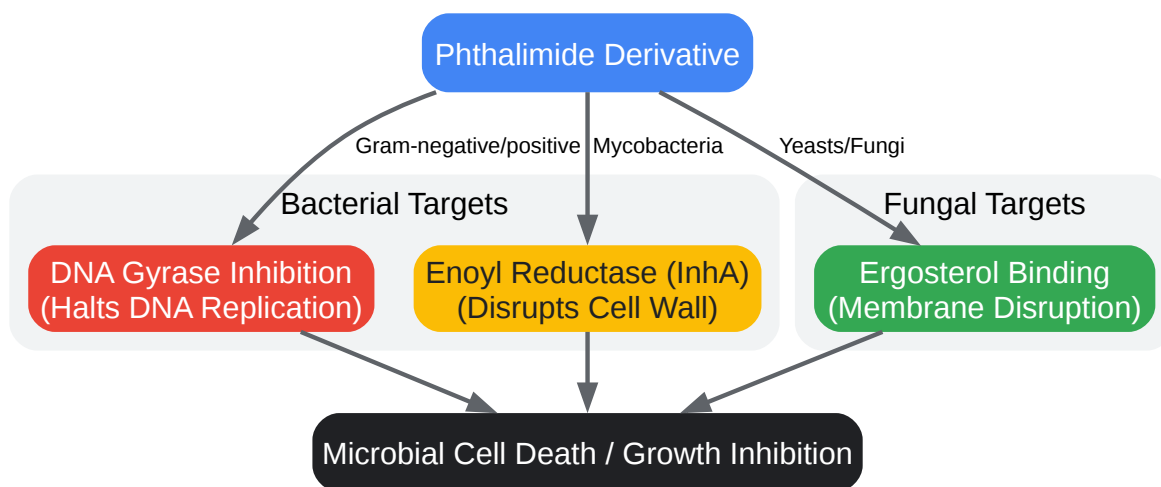 Phthalimide Derivative
Gram-negative/positive
Mycobacteria
Yeasts/Fungi
Bacterial Targets
Fungal Targets
DNA Gyrase Inhibition
(Halts DNA Replication)
Enoyl Reductase (InhA)
(Disrupts Cell Wall)
Ergosterol Binding
(Membrane Disruption)
Microbial Cell Death / Growth Inhibition